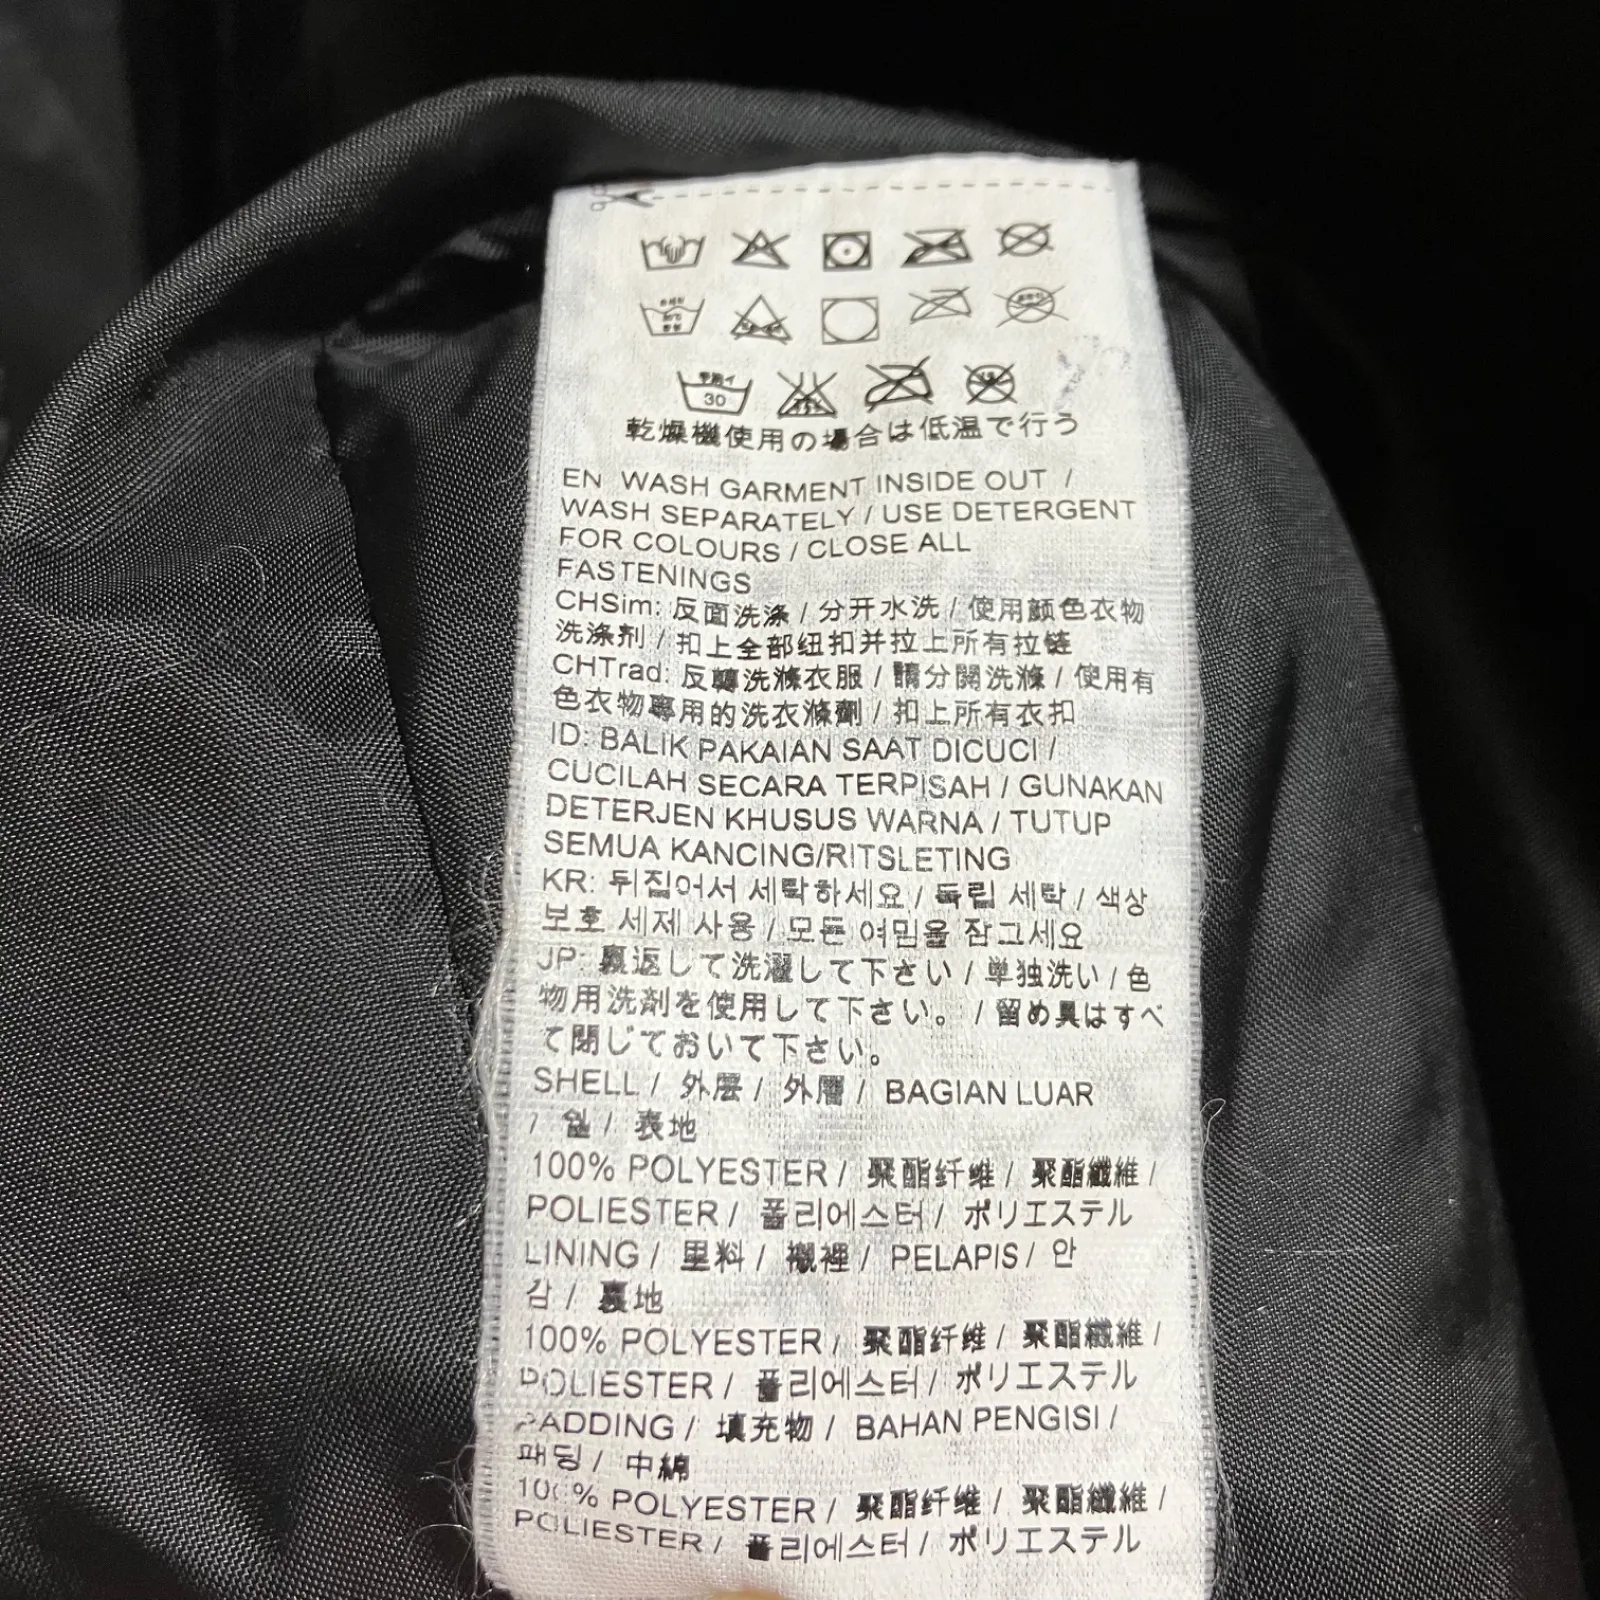 30
乾燥機使用の場合は低温で行う
EN WASH GARMENT INSIDE OUT /
WASH SEPARATELY / USE DETERGENT
FOR COLOURS / CLOSE ALL
FASTENINGS
CHSim: 反面洗涤 / 分开水洗 / 使用颜色衣物
洗涤剂 / 扣上全部纽扣并拉上所有拉链
CHTrad: 反轉洗滌衣服 / 請分開洗滌 / 使用有
色衣物專用的洗衣滌劑 / 扣上所有衣扣
ID: BALIK PAKAIAN SAAT DICUCI /
CUCILAH SECARA TERPISAH / GUNAKAN
DETERJEN KHUSUS WARNA / TUTUP
SEMUA KANCING/RITSLETING
KR: 뒤집어서 세탁하세요 / 독립 세탁 / 색상
보호 세제 사용 / 모든 여밈을 잠그세요
JP: 裏返して洗濯して下さい / 単独洗い / 色
物用洗剤を使用して下さい。 / 留め具はすべ
て閉じておいて下さい。
SHELL / 外层 / 外層 / BAGIAN LUAR
/ 쉘 / 表地
100% POLYESTER / 聚酯纤维 / 聚酯纖維 /
POLIESTER / 폴리에스터 / ポリエステル
LINING / 里料 / 襯裡 / PELAPIS / 안
감 / 裏地
100% POLYESTER / 聚酯纤维 / 聚酯纖維 /
POLIESTER / 폴리에스터 / ポリエステル
PADDING / 填充物 / BAHAN PENGISI /
패딩 / 中綿
100% POLYESTER / 聚酯纤维 / 聚酯纖維 /
POLIESTER / 폴리에스터 / ポリエステル